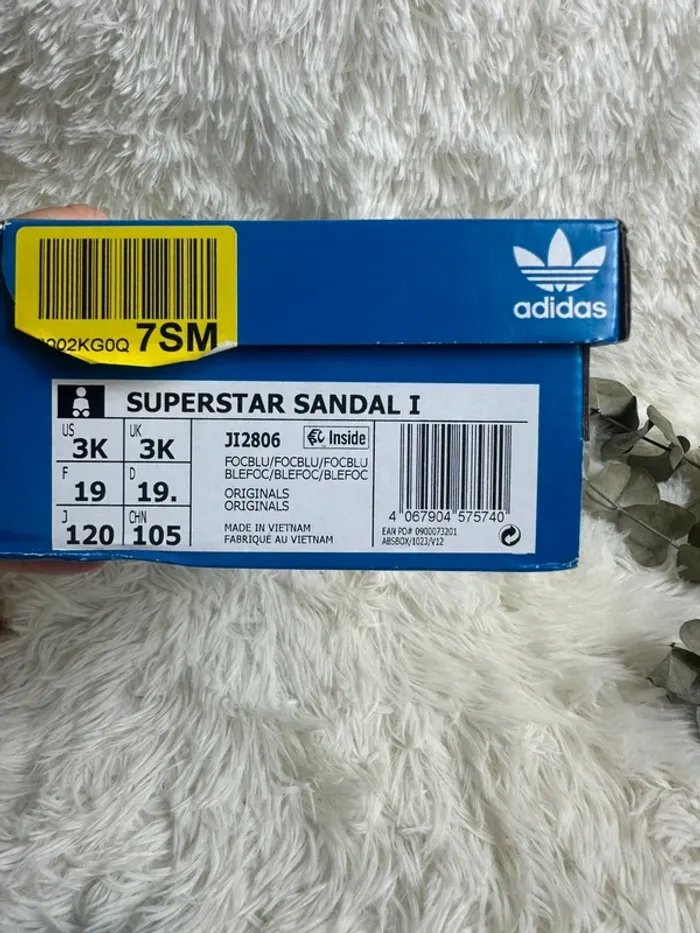 adidas
002KG0Q 7SM
SUPERSTAR SANDAL I
US 3K
UK 3K
F 19
D 19.
J 120
CHN 105
JI2806
Inside
FOCBLU/FOCBLU/FOCBLU
BLEFOC/BLEFOC/BLEFOC
ORIGINALS
ORIGINALS
MADE IN VIETNAM
FABRIQUÉ AU VIETNAM
4 067904 575740
EAN PO# 0900073201
ABSBOX/1023/V12